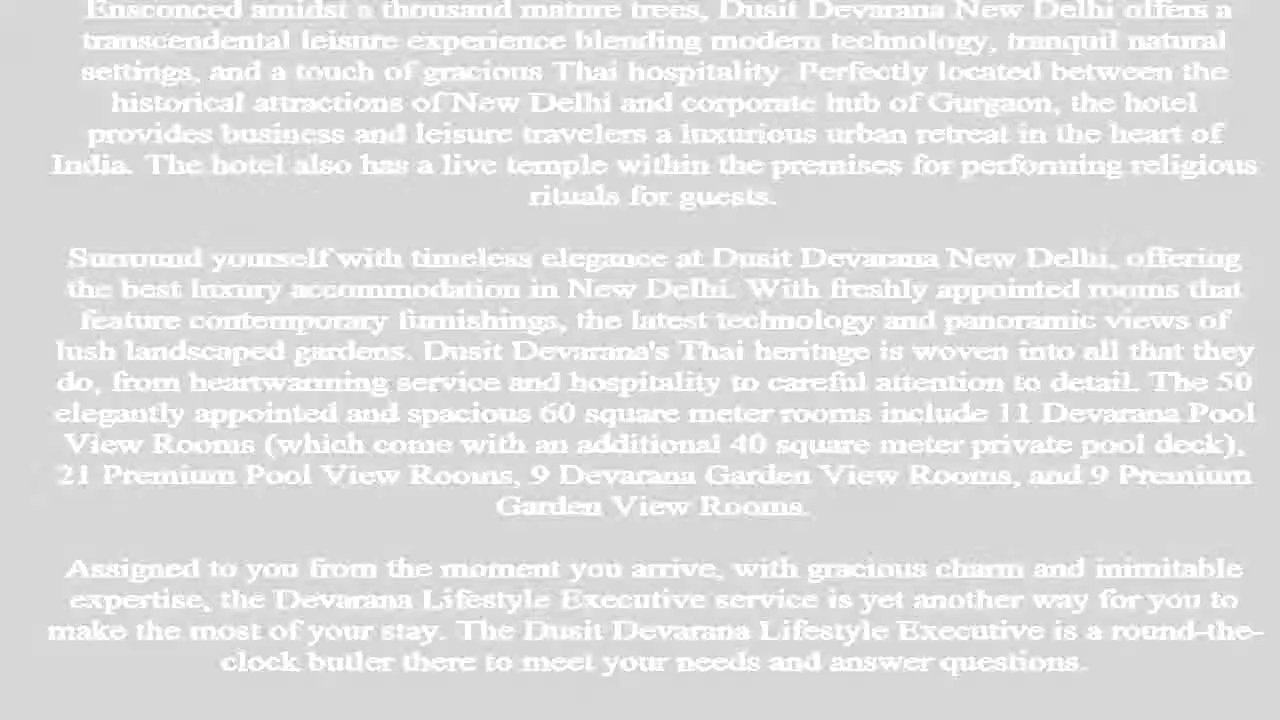 Ensconced amidst a thousand mature trees, Dusit Devarana New Delhi offers a
transcendental leisure experience blending modern technology, tranquil natural
settings, and a touch of gracious Thai hospitality. Perfectly located between the
historical attractions of New Delhi and corporate hub of Gurgaon, the hotel
provides business and leisure travelers a luxurious urban retreat in the heart of
India. The hotel also has a live temple within the premises for performing religious
rituals for guests.
Surround yourself with timeless elegance at Dusit Devarana New Delhi, offering
the best luxury accommodation in New Delhi. With freshly appointed rooms that
feature contemporary furnishings, the latest technology and panoramic views of
lush landscaped gardens. Dusit Devarana's Thai heritage is woven into all that they
do, from heartwarming service and hospitality to careful attention to detail. The 50
elegantly appointed and spacious 60 square meter rooms include 11 Devarana Pool
View Rooms (which come with an additional 40 square meter private pool deck),
21 Premium Pool View Rooms, 9 Devarana Garden View Rooms, and 9 Premium
Garden View Rooms.
Assigned to you from the moment you arrive, with gracious charm and inimitable
expertise, the Devarana Lifestyle Executive service is yet another way for you to
make the most of your stay. The Dusit Devarana Lifestyle Executive is a round-the-
clock butler there to meet your needs and answer questions.